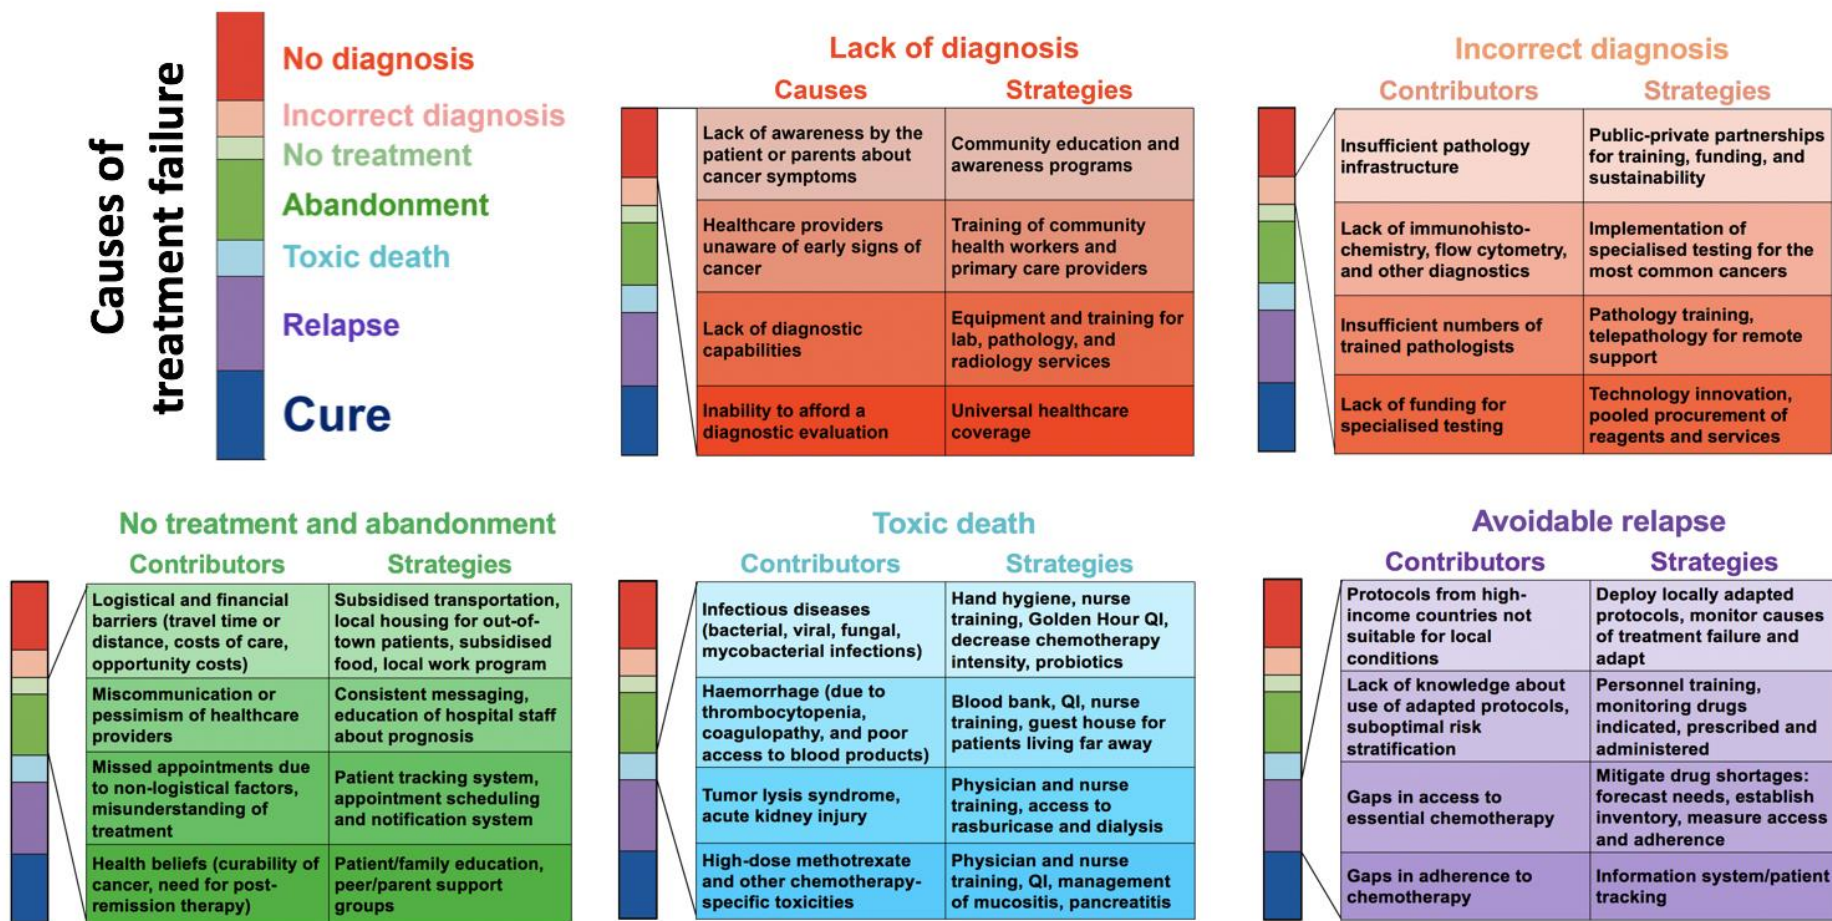 Causes of
treatment failure
No diagnosis
Incorrect diagnosis
No treatment
Abandonment
Toxic death
Relapse
Cure
Lack of diagnosis
Causes
Strategies
Lack of awareness by the
patient or parents about
cancer symptoms
Community education and
awareness programs
Healthcare providers
unaware of early signs of
cancer
Training of community
health workers and
primary care providers
Lack of diagnostic
capabilities
Equipment and training for
lab, pathology, and
radiology services
Inability to afford a
diagnostic evaluation
Universal healthcare
coverage
Incorrect diagnosis
Contributors
Strategies
Insufficient pathology
infrastructure
Public-private partnerships
for training, funding, and
sustainability
Lack of immunohisto-
chemistry, flow cytometry,
and other diagnostics
Implementation of
specialised testing for the
most common cancers
Insufficient numbers of
trained pathologists
Pathology training,
telepathology for remote
support
Lack of funding for
specialised testing
Technology innovation,
pooled procurement of
reagents and services
No treatment and abandonment
Contributors
Strategies
Logistical and financial
barriers (travel time or
distance, costs of care,
opportunity costs)
Subsidised transportation,
local housing for out-of-
town patients, subsidised
food, local work program
Miscommunication or
pessimism of healthcare
providers
Consistent messaging,
education of hospital staff
about prognosis
Missed appointments due
to non-logistical factors,
misunderstanding of
treatment
Patient tracking system,
appointment scheduling
and notification system
Health beliefs (curability of
cancer, need for post-
remission therapy)
Patient/family education,
peer/parent support
groups
Toxic death
Contributors
Strategies
Infectious diseases
(bacterial, viral, fungal,
mycobacterial infections)
Hand hygiene, nurse
training, Golden Hour QI,
decrease chemotherapy
intensity, probiotics
Haemorrhage (due to
thrombocytopenia,
coagulopathy, and poor
access to blood products)
Blood bank, QI, nurse
training, guest house for
patients living far away
Tumor lysis syndrome,
acute kidney injury
Physician and nurse
training, access to
rasburicase and dialysis
High-dose methotrexate
and other chemotherapy-
specific toxicities
Physician and nurse
training, QI, management
of mucositis, pancreatitis
Avoidable relapse
Contributors
Strategies
Protocols from high-
income countries not
suitable for local
conditions
Deploy locally adapted
protocols, monitor causes
of treatment failure and
adapt
Lack of knowledge about
use of adapted protocols,
suboptimal risk
stratification
Personnel training,
monitoring drugs
indicated, prescribed and
administered
Gaps in access to
essential chemotherapy
Mitigate drug shortages:
forecast needs, establish
inventory, measure access
and adherence
Gaps in adherence to
chemotherapy
Information system/patient
tracking